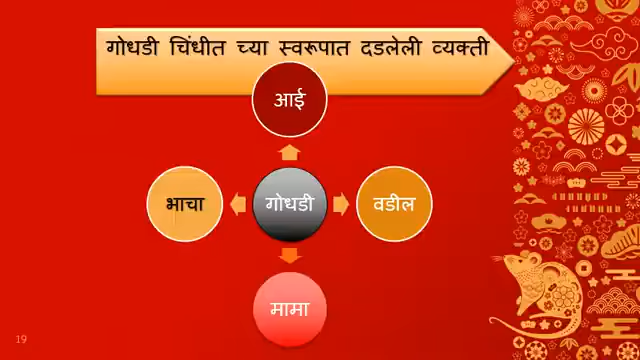 गोधडी चिंधीत च्या स्वरूपात दडलेली व्यक्ती
आई
भाचा
गोधडी
वडील
मामा
19